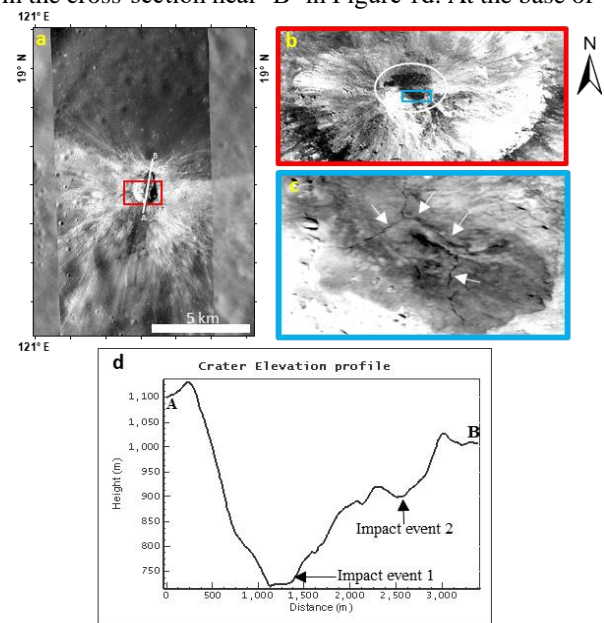 in the cross-section near "B" in Figure 1d. At the base of
121° E
a
19° N
19° N
B
A
5 km
121° E
121° E
b
N
c
d
Crater Elevation profile
A
B
Impact event 2
Impact event 1
Height (m)
1,100
1,050
1,000
950
900
850
800
750
0
500
1,000
1,500
2,000
2,500
3,000
Distance (m)